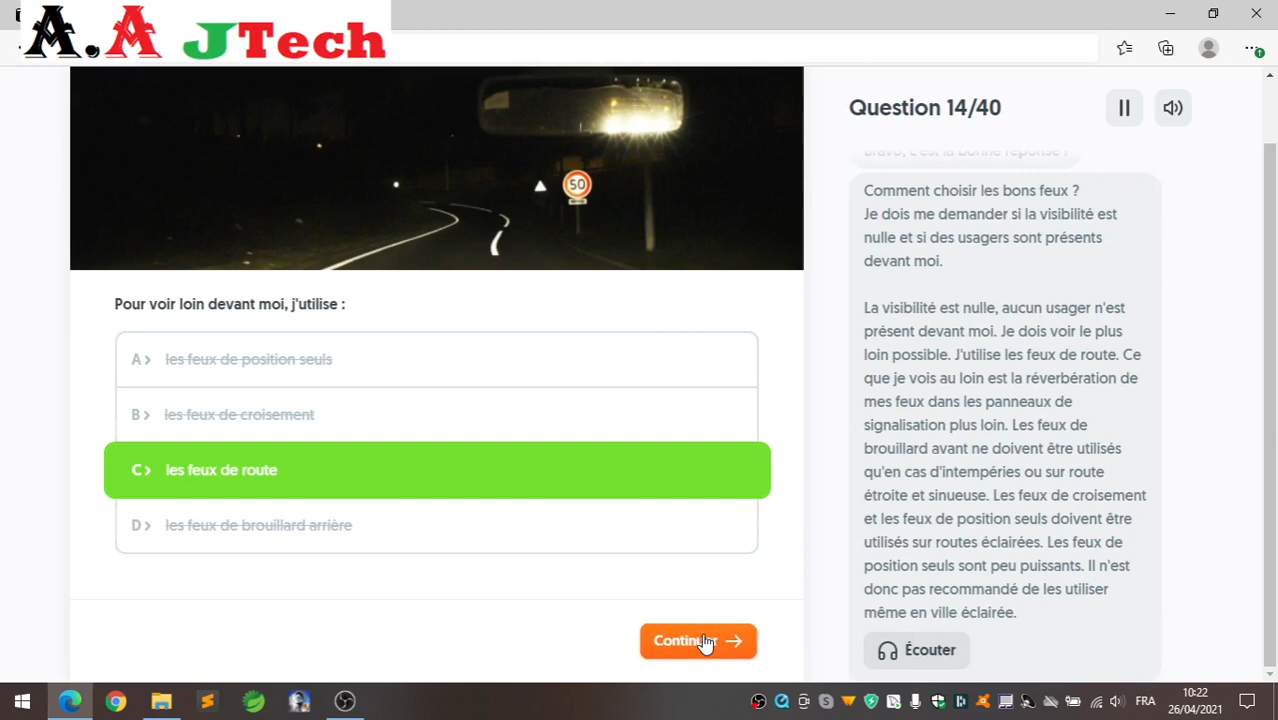 A.A JTech
Question 14/40
Bravo, c'est la bonne réponse !
50
Comment choisir les bons feux ?
Je dois me demander si la visibilité est
nulle et si des usagers sont présents
devant moi.
La visibilité est nulle, aucun usager n'est
présent devant moi. Je dois voir le plus
loin possible. J'utilise les feux de route. Ce
que je vois au loin est la réverbération de
mes feux dans les panneaux de
signalisation plus loin. Les feux de
brouillard avant ne doivent être utilisés
qu'en cas d'intempéries ou sur route
étroite et sinueuse. Les feux de croisement
et les feux de position seuls doivent être
utilisés sur routes éclairées. Les feux de
position seuls sont peu puissants. Il n'est
donc pas recommandé de les utiliser
même en ville éclairée.
Écouter
Pour voir loin devant moi, j'utilise :
A > les feux de position seuls
B > les feux de croisement
C > les feux de route
D > les feux de brouillard arrière
Continuer →
FRA
10:22
26/04/2021